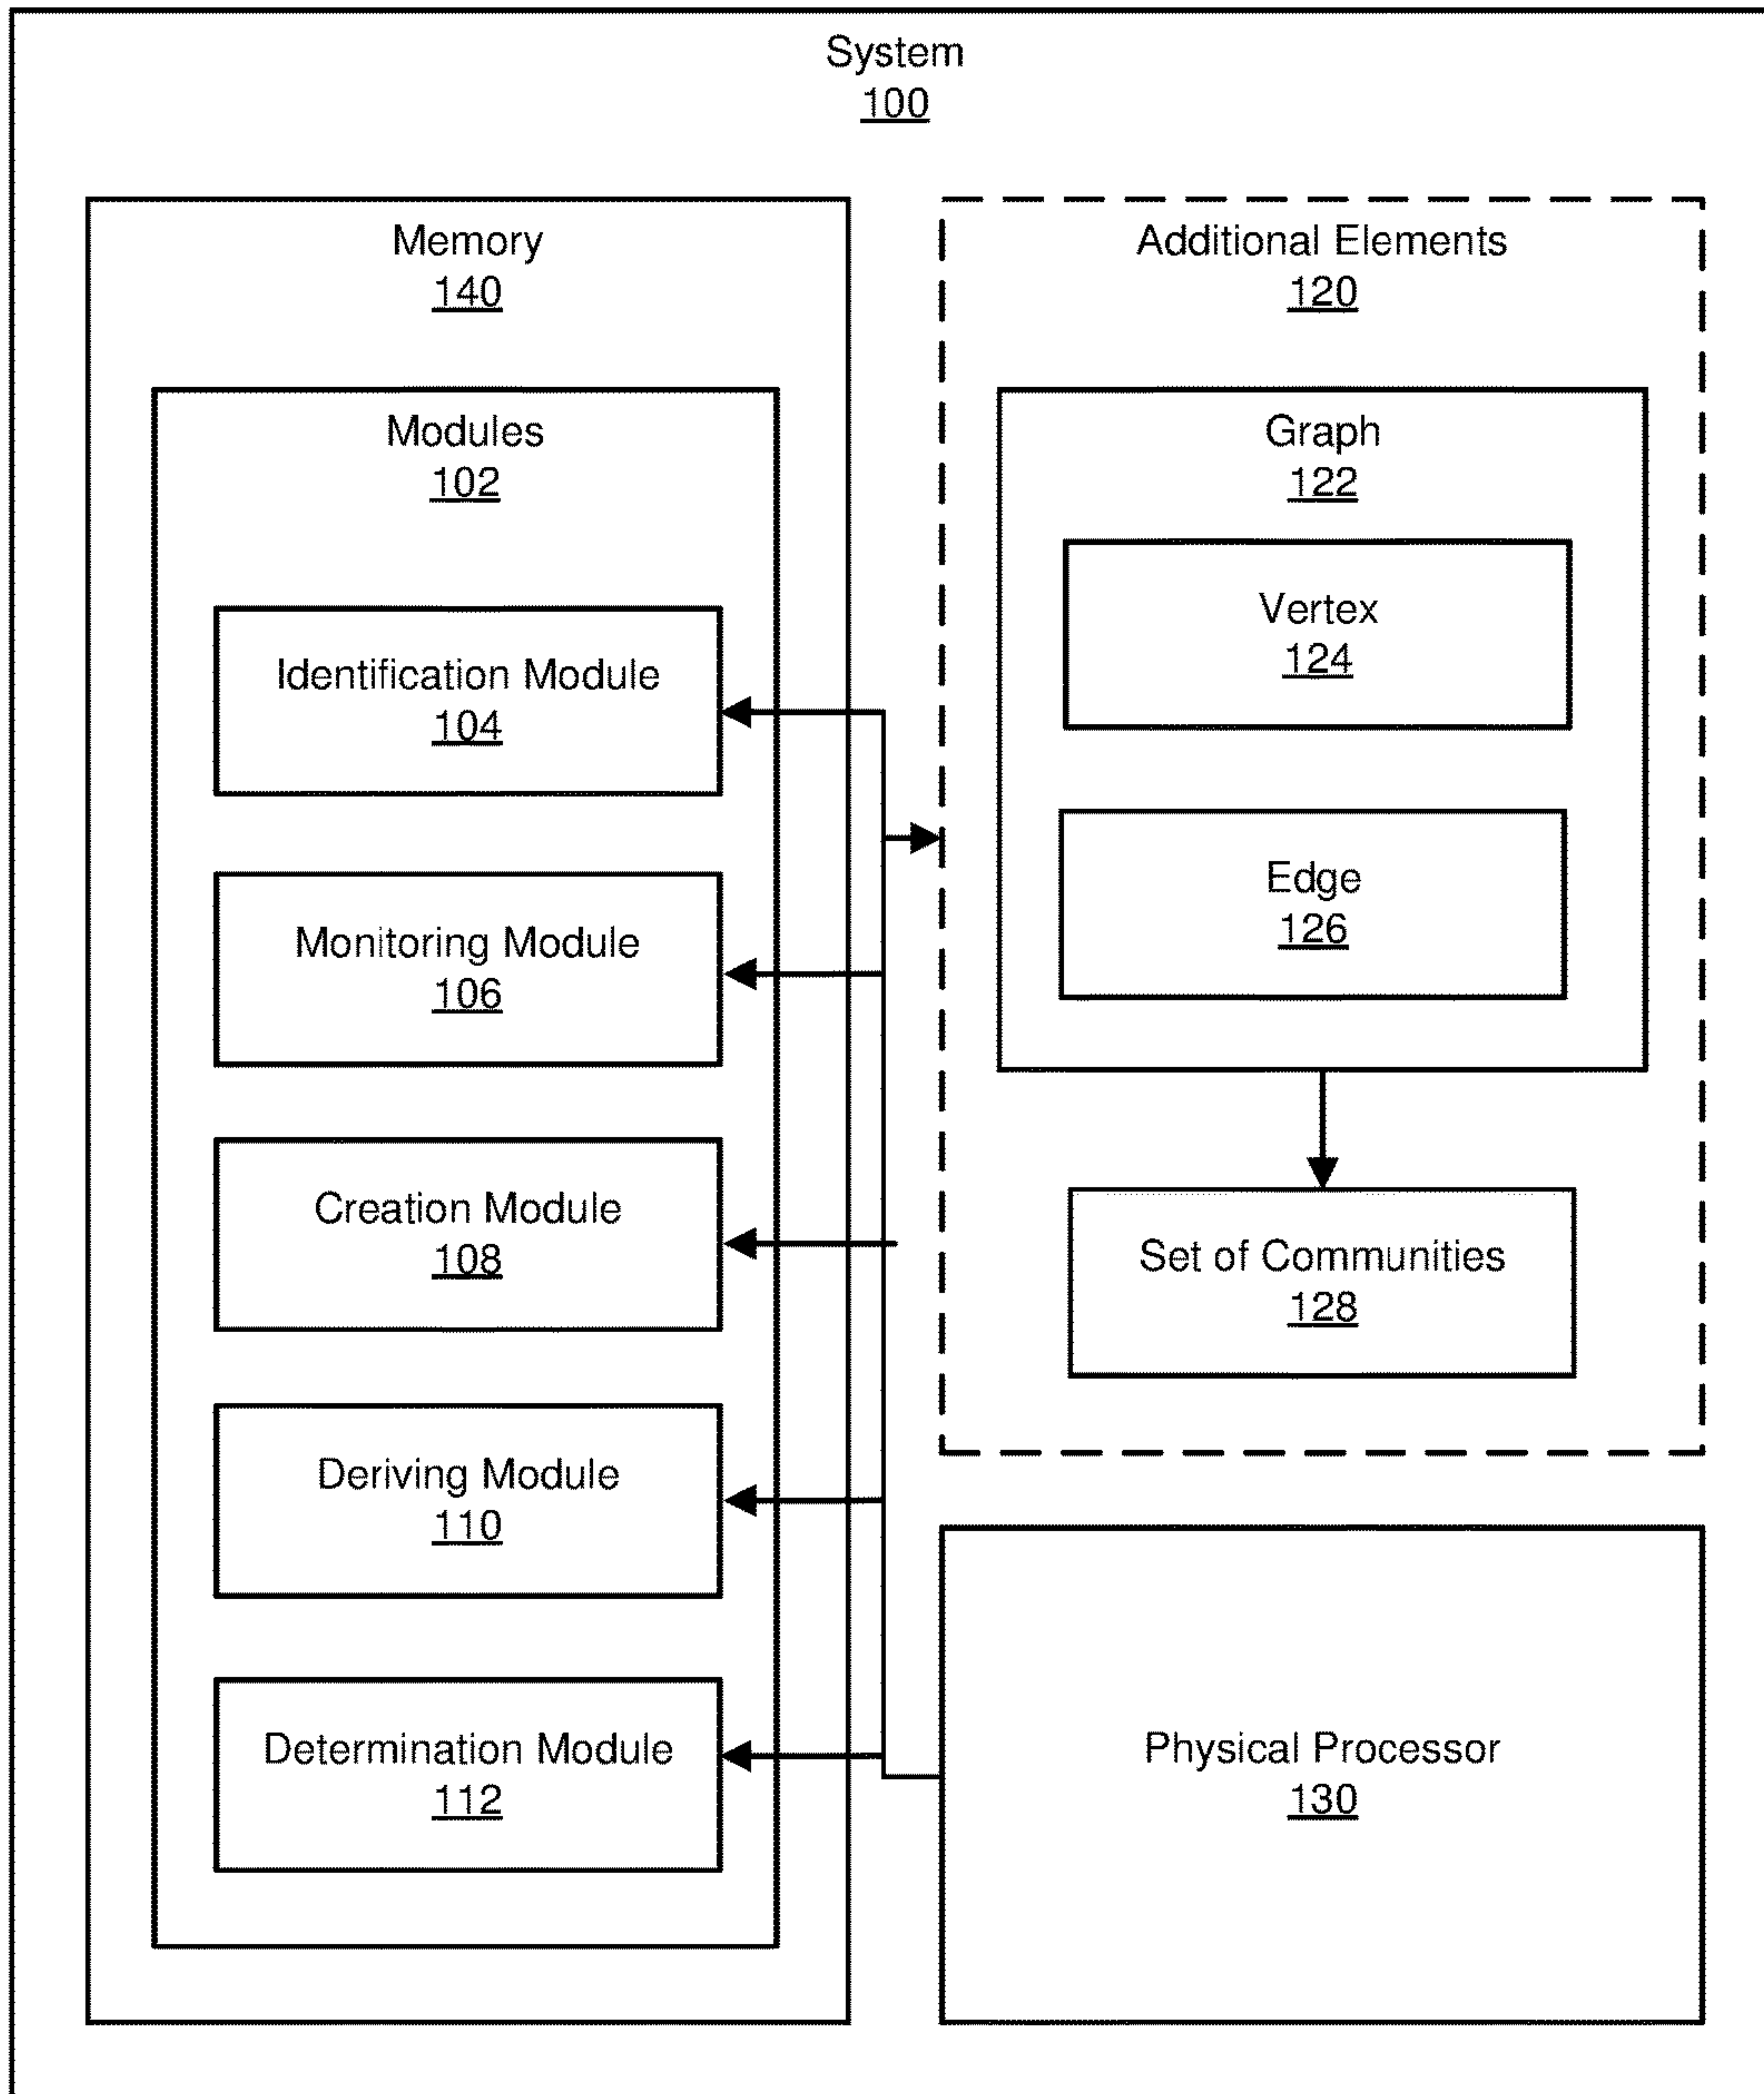 System
100
Memory
140
Modules
102
Identification Module
104
Monitoring Module
106
Creation Module
108
Deriving Module
110
Determination Module
112
Additional Elements
120
Graph
122
Vertex
124
Edge
126
Set of Communities
128
Physical Processor
130